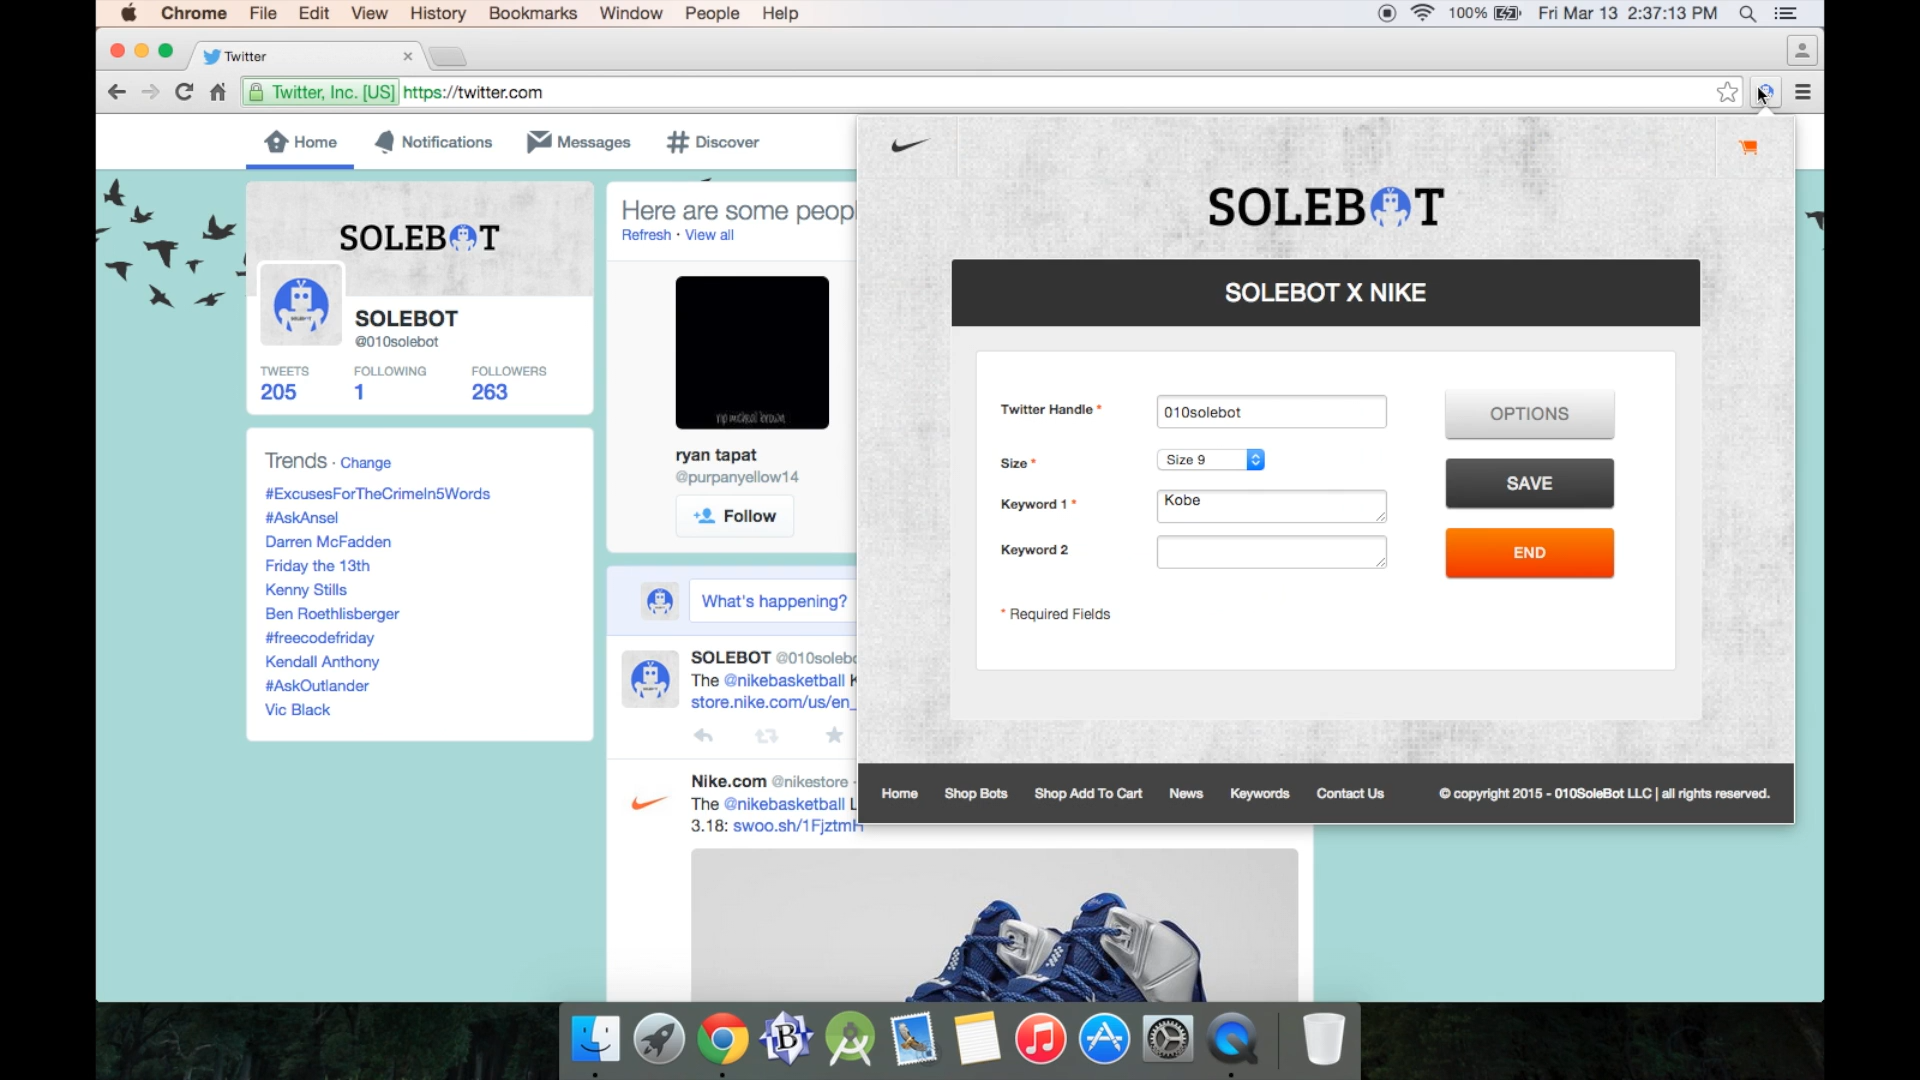 Chrome File Edit View History Bookmarks Window People Help
100% Fri Mar 13 2:37:13 PM
Twitter
Twitter, Inc. [US] https://twitter.com
Home Notifications Messages Discover
SOLEBOT
SOLEBOT
@010solebot
TWEETS FOLLOWING FOLLOWERS
205 1 263
Trends · Change
#ExcusesForTheCrimeIn5Words
#AskAnsel
Darren McFadden
Friday the 13th
Kenny Stills
Ben Roethlisberger
#freecodefriday
Kendall Anthony
#AskOutlander
Vic Black
Here are some peopl
Refresh · View all
rip micheal brown
ryan tapat
@purpanyellow14
Follow
What's happening?
SOLEBOT @010solebo
The @nikebasketball K
store.nike.com/us/en_
Nike.com @nikestore ·
The @nikebasketball L
3.18: swoo.sh/1FjztmH
SOLEBOT
SOLEBOT X NIKE
Twitter Handle * 010solebot
Size * Size 9
Keyword 1 * Kobe
Keyword 2
* Required Fields
OPTIONS
SAVE
END
Home Shop Bots Shop Add To Cart News Keywords Contact Us © copyright 2015 - 010SoleBot LLC | all rights reserved.